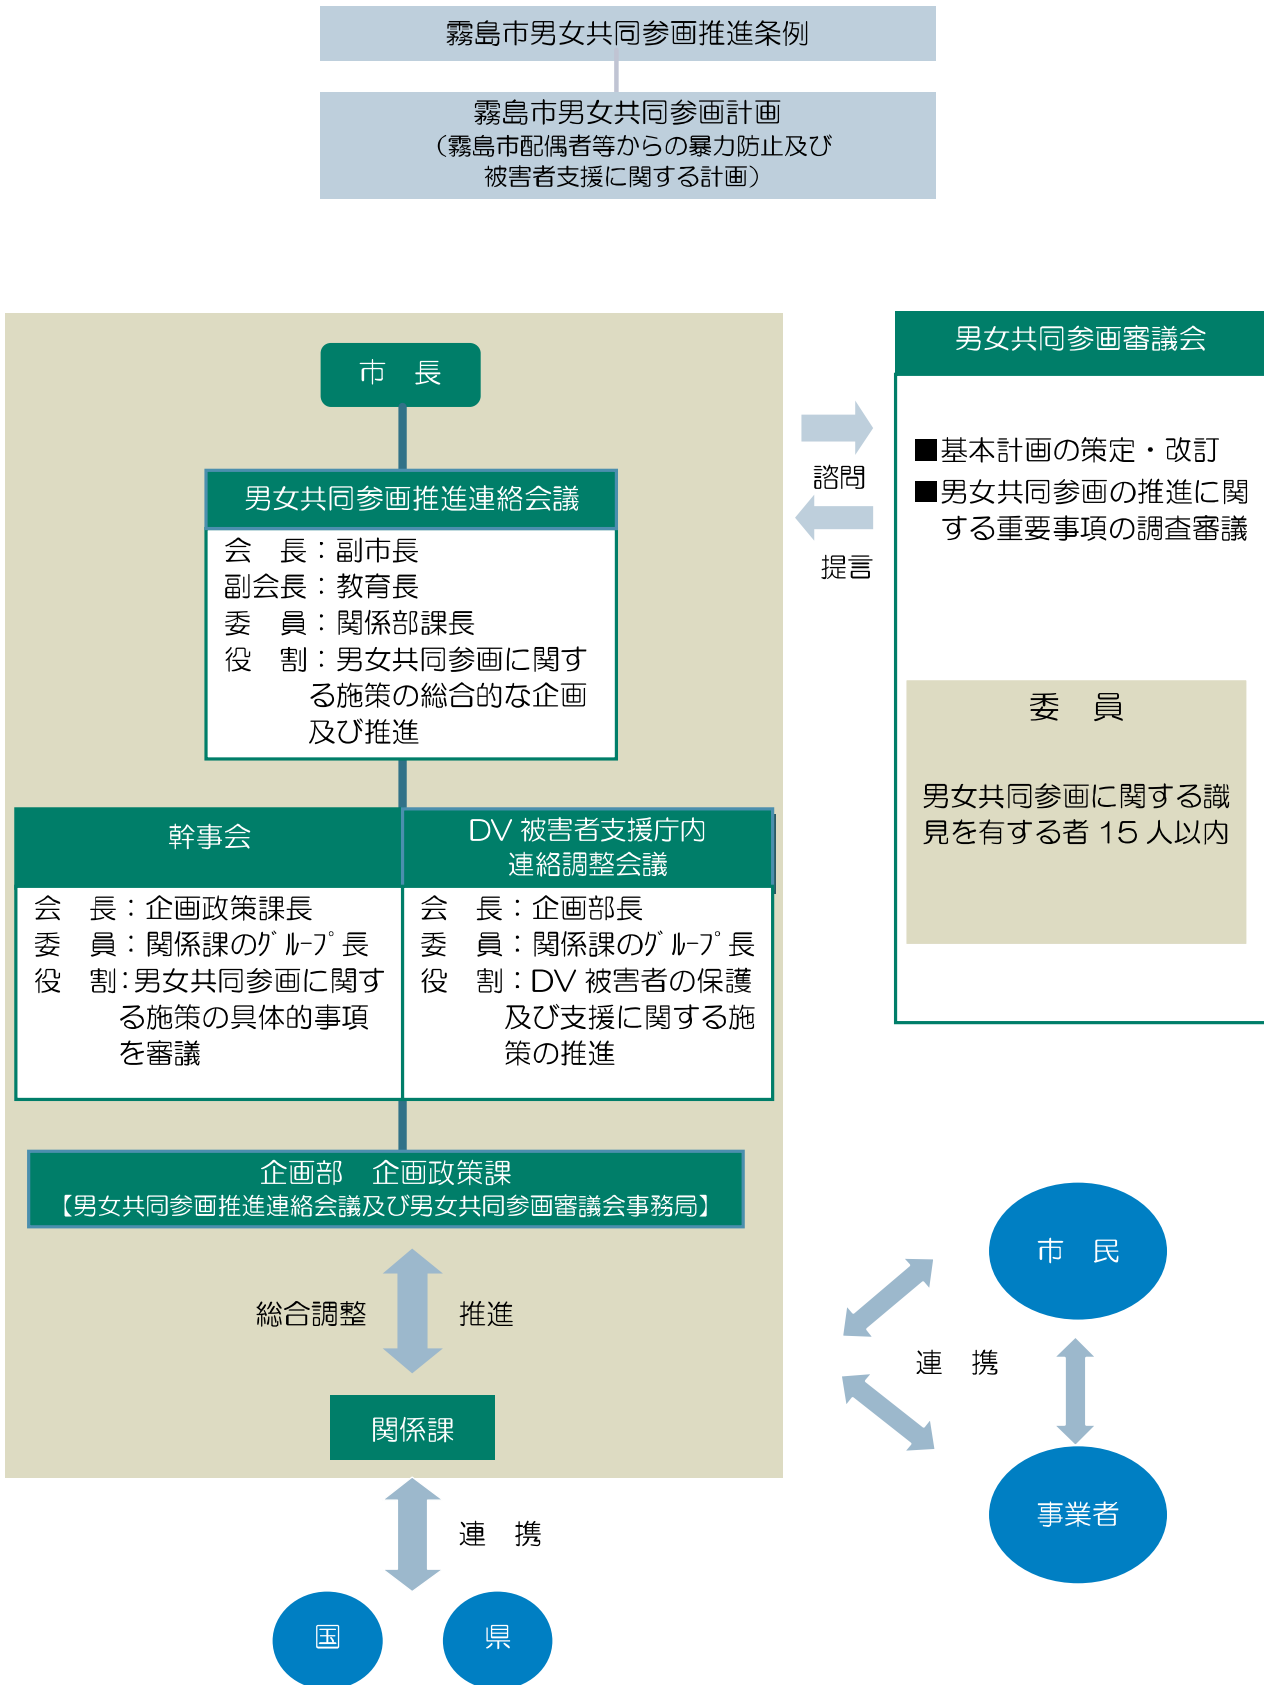 霧島市男女共同参画推進条例
霧島市男女共同参画計画
（霧島市配偶者等からの暴力防止及び
被害者支援に関する計画）
市　長
男女共同参画推進連絡会議
会　長：副市長
副会長：教育長
委　員：関係部課長
役　割：男女共同参画に関す
る施策の総合的な企画
及び推進
諮問
提言
男女共同参画審議会
■基本計画の策定・改訂
■男女共同参画の推進に関
する重要事項の調査審議
委　員
男女共同参画に関する識
見を有する者 15 人以内
幹事会
会　長：企画政策課長
委　員：関係課のｸﾞﾙｰﾌﾟ長
役　割：男女共同参画に関す
る施策の具体的事項
を審議
DV 被害者支援庁内
連絡調整会議
会　長：企画部長
委　員：関係課のｸﾞﾙｰﾌﾟ長
役　割：DV 被害者の保護
及び支援に関する施
策の推進
企画部　企画政策課
【男女共同参画推進連絡会議及び男女共同参画審議会事務局】
総合調整　推進
関係課
連　携
国　県
市　民
連　携
事業者